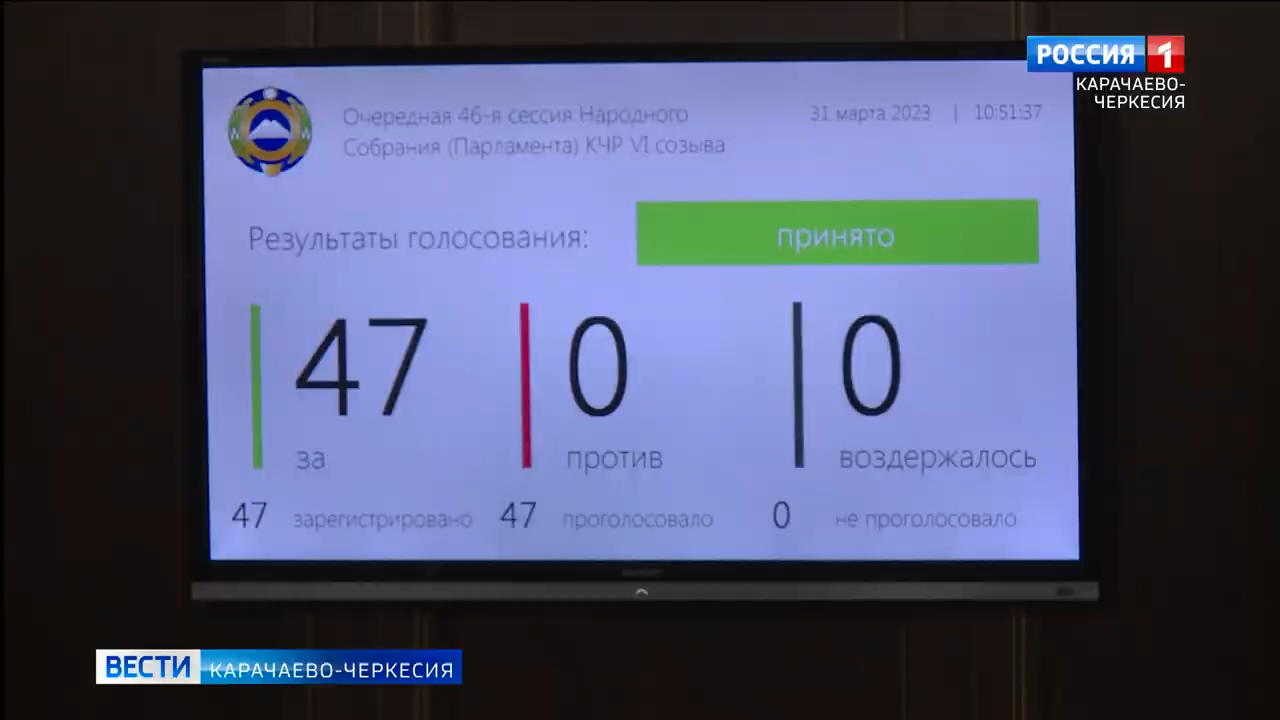 РОССИЯ 1
КАРАЧАЕВО-
ЧЕРКЕСИЯ
Очередная 46-я сессия Народного
Собрания (Парламента) КЧР VI созыва
31 марта 2023 | 10:51:37
Результаты голосования:
принято
47 0 0
за против воздержалось
47 зарегистрировано 47 проголосовало 0 не проголосовало
ВЕСТИ КАРАЧАЕВО-ЧЕРКЕСИЯ